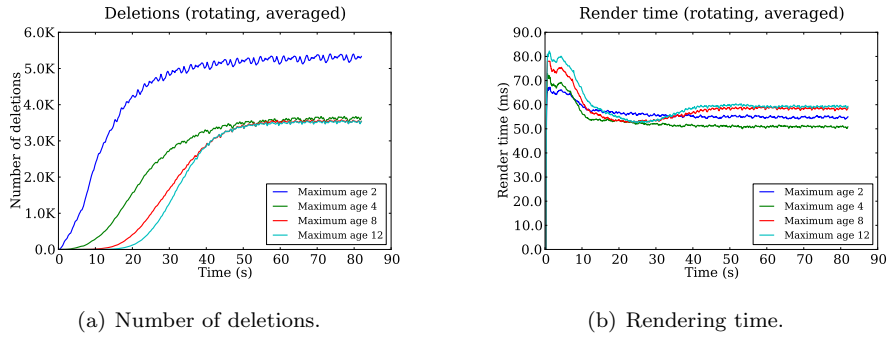 Deletions (rotating, averaged)
6.0K
5.0K
4.0K
3.0K
2.0K
1.0K
0.0
Number of deletions
0 10 20 30 40 50 60 70 80 90
Time (s)
Maximum age 2
Maximum age 4
Maximum age 8
Maximum age 12
(a) Number of deletions.
Render time (rotating, averaged)
90.0
80.0
70.0
60.0
50.0
40.0
30.0
20.0
10.0
0.0
Render time (ms)
0 10 20 30 40 50 60 70 80 90
Time (s)
Maximum age 2
Maximum age 4
Maximum age 8
Maximum age 12
(b) Rendering time.